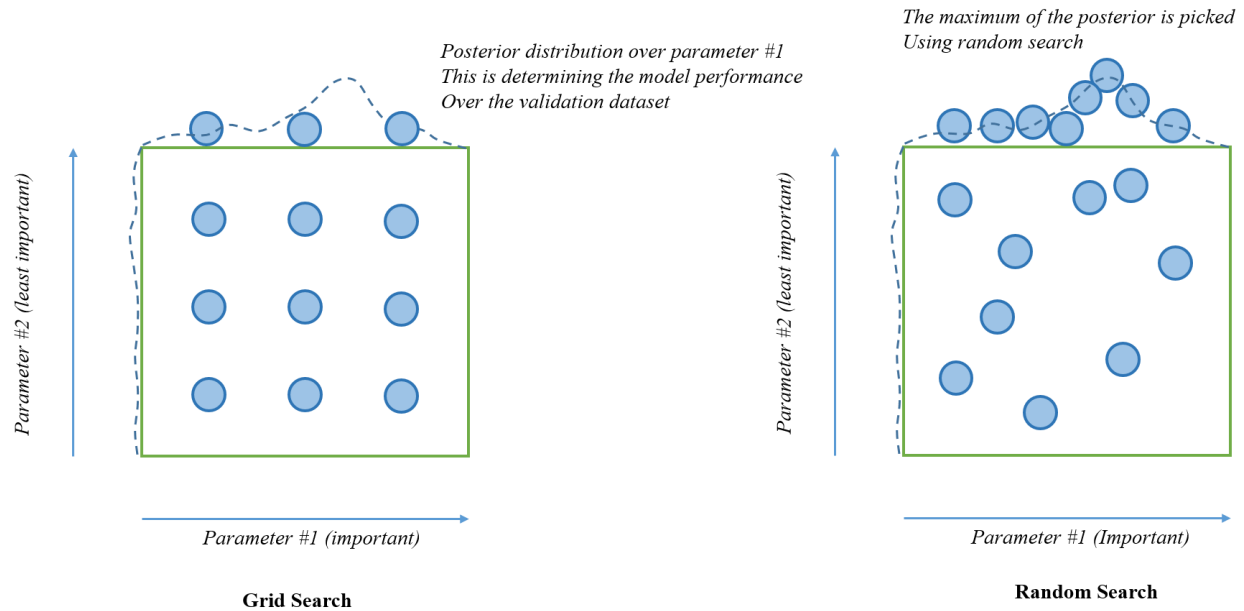 The maximum of the posterior is picked
Using random search
Posterior distribution over parameter #1
This is determining the model performance
Over the validation dataset
Parameter #2 (least important)
Parameter #2 (least important)
Parameter #1 (important)
Parameter #1 (Important)
Grid Search
Random Search